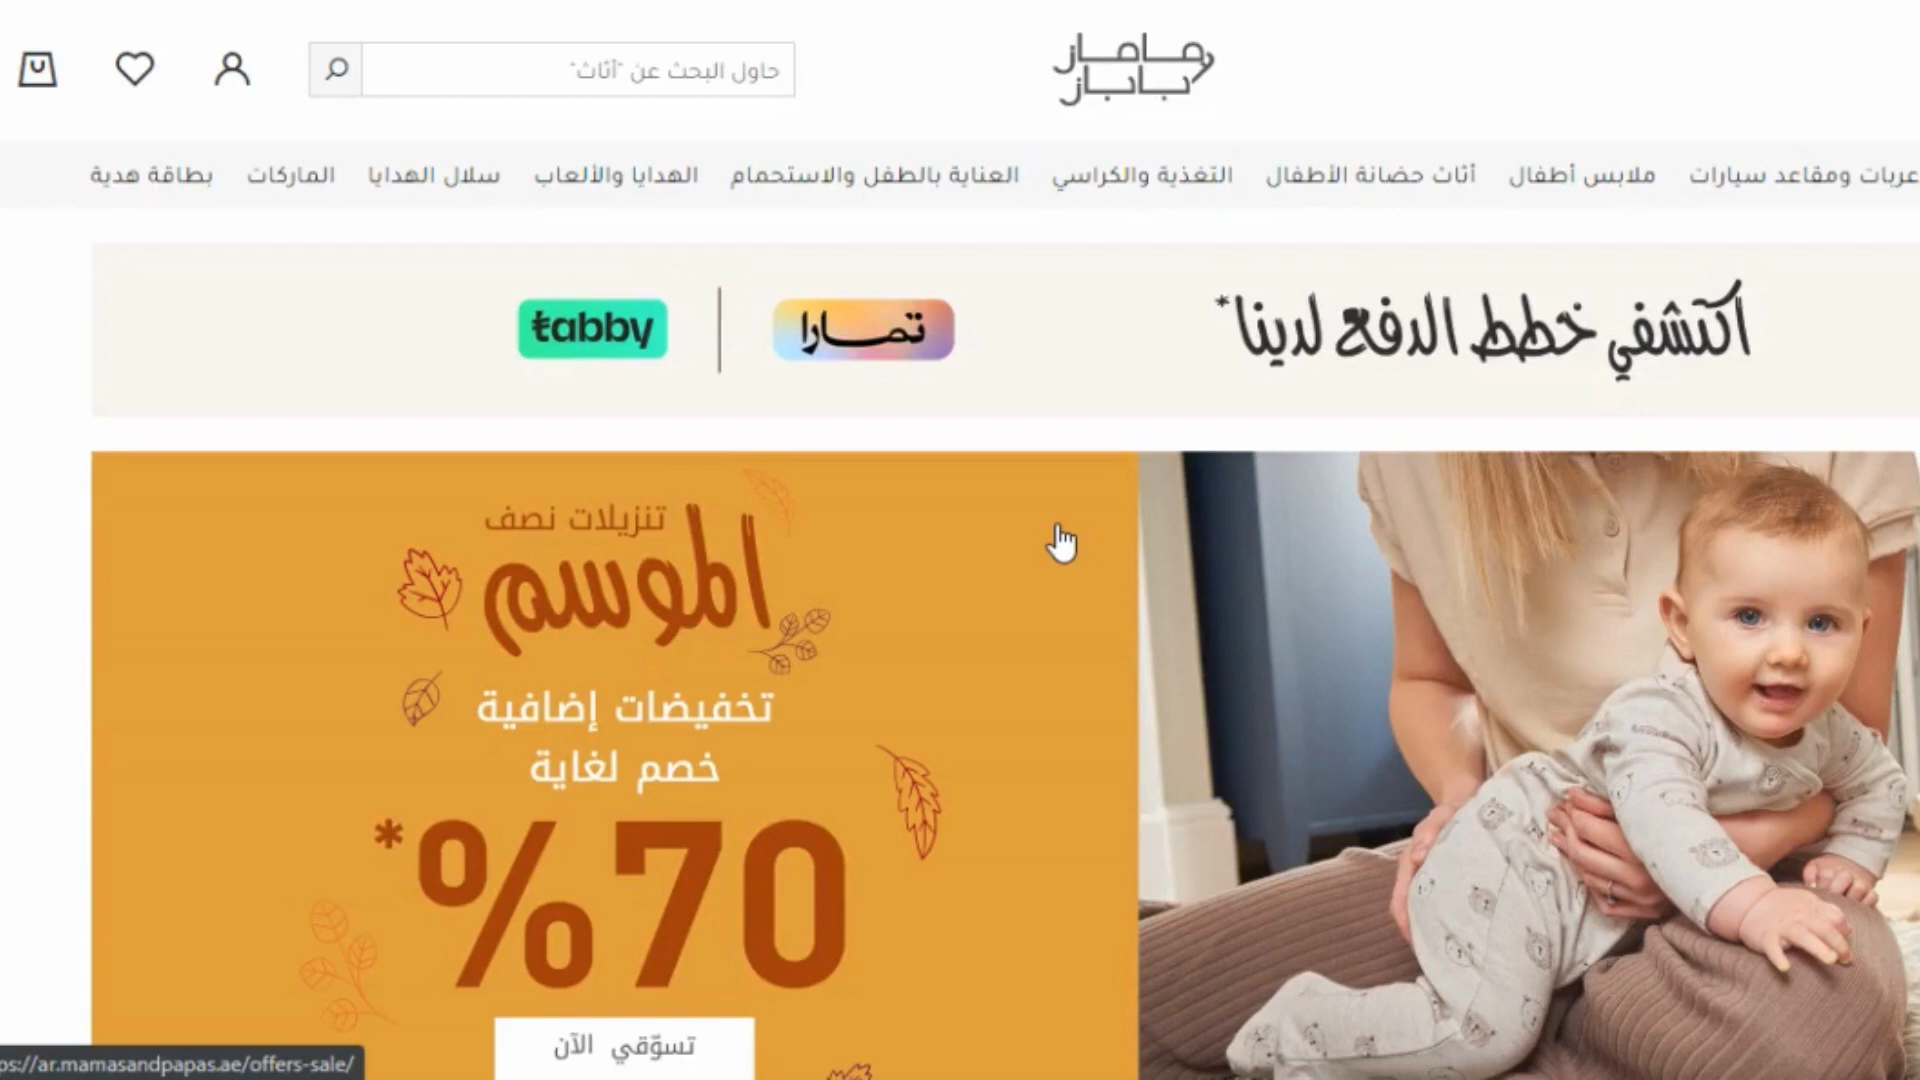 ماماز
باباز
حاول البحث عن "أثاث"
عربات ومقاعد سيارات
ملابس أطفال
أثاث حضانة الأطفال
التغذية والكراسي
العناية بالطفل والاستحمام
الهدايا والألعاب
سلال الهدايا
الماركات
بطاقة هدية
اكتشفي خطط الدفع لدينا*
تمارا
tabby
تنزيلات نصف
الموسم
تخفيضات إضافية
خصم لغاية
70%*
تسوّقي الآن
ps://ar.mamasandpapas.ae/offers-sale/